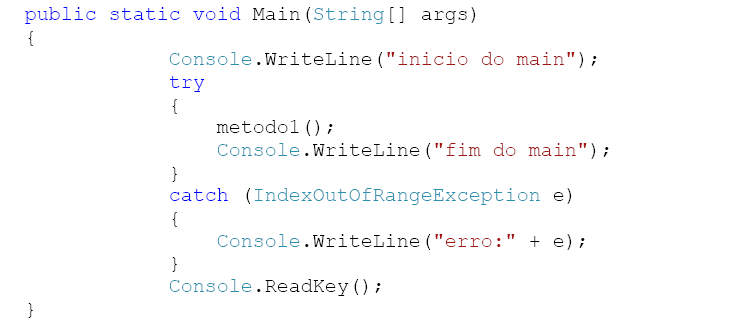 public static void Main(String[] args)
{
Console.WriteLine("inicio do main");
try
{
metodo1();
Console.WriteLine("fim do main");
}
catch (IndexOutOfRangeException e)
{
Console.WriteLine("erro:" + e);
}
Console.ReadKey();
}